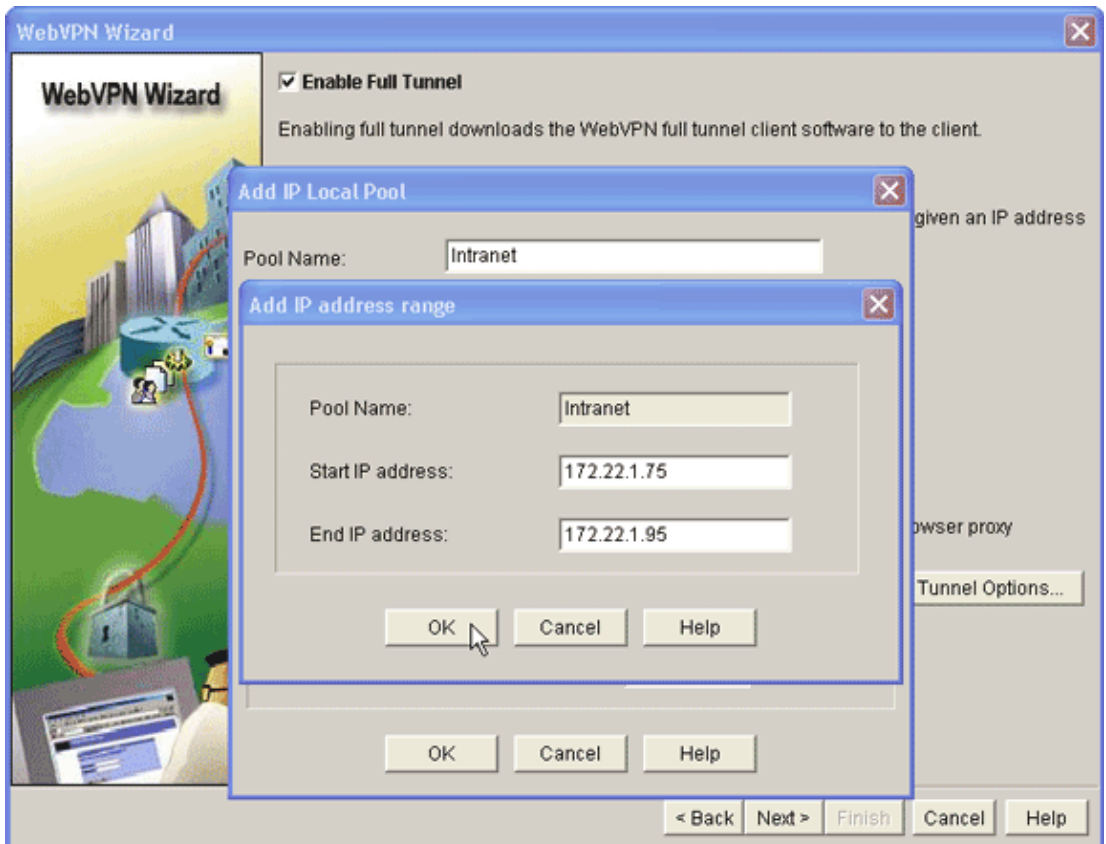 WebVPN Wizard
WebVPN Wizard
Enable Full Tunnel
Enabling full tunnel downloads the WebVPN full tunnel client software to the client.
Add IP Local Pool
given an IP address
Pool Name: Intranet
Add IP address range
Pool Name: Intranet
Start IP address: 172.22.1.75
End IP address: 172.22.1.95
proxy
Tunnel Options...
OK Cancel Help
OK Cancel Help
< Back Next > Finish Cancel Help